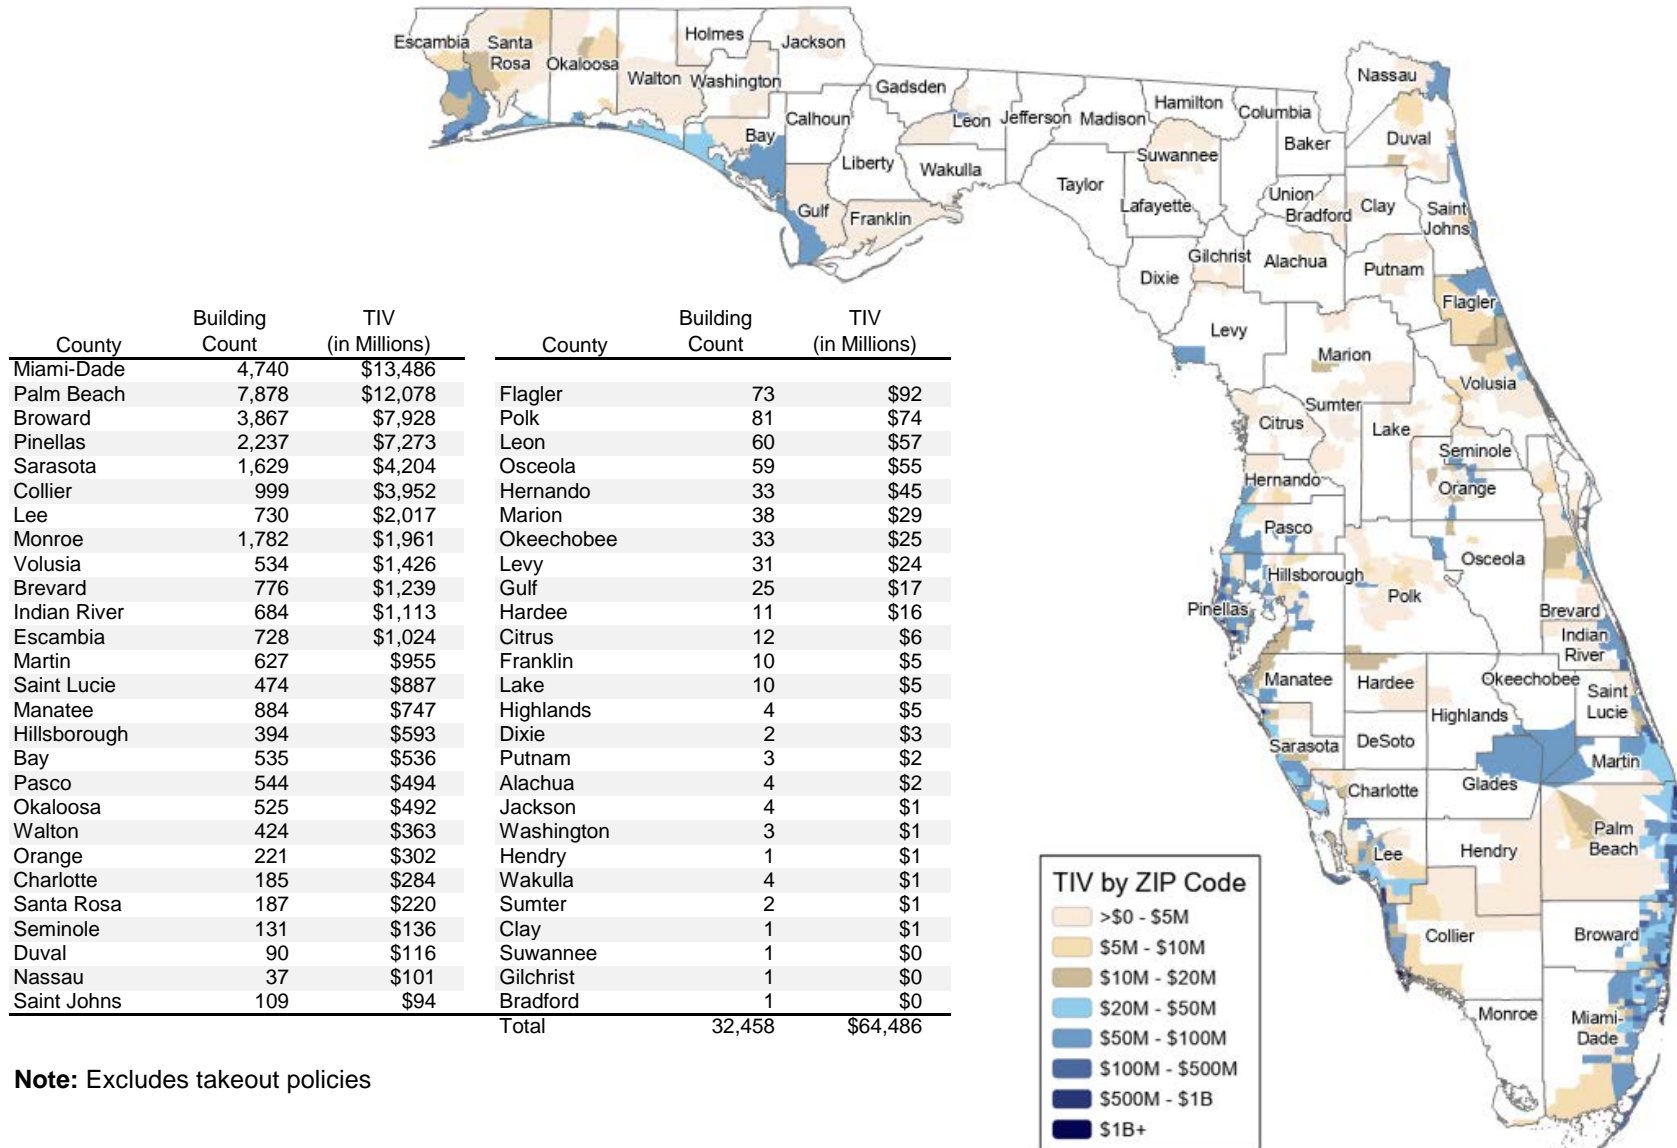 Building TIV
County Count (in Millions)
Miami-Dade 4,740 $13,486
Palm Beach 7,878 $12,078
Broward 3,867 $7,928
Pinellas 2,237 $7,273
Sarasota 1,629 $4,204
Collier 999 $3,952
Lee 730 $2,017
Monroe 1,782 $1,961
Volusia 534 $1,426
Brevard 776 $1,239
Indian River 684 $1,113
Escambia 728 $1,024
Martin 627 $955
Saint Lucie 474 $887
Manatee 884 $747
Hillsborough 394 $593
Bay 535 $536
Pasco 544 $494
Okaloosa 525 $492
Walton 424 $363
Orange 221 $302
Charlotte 185 $284
Santa Rosa 187 $220
Seminole 131 $136
Duval 90 $116
Nassau 37 $101
Saint Johns 109 $94
Building TIV
County Count (in Millions)
Flagler 73 $92
Polk 81 $74
Leon 60 $57
Osceola 59 $55
Hernando 33 $45
Marion 38 $29
Okeechobee 33 $25
Levy 31 $24
Gulf 25 $17
Hardee 11 $16
Citrus 12 $6
Franklin 10 $5
Lake 10 $5
Highlands 4 $5
Dixie 2 $3
Putnam 3 $2
Alachua 4 $2
Jackson 4 $1
Washington 3 $1
Hendry 1 $1
Wakulla 4 $1
Sumter 2 $1
Clay 1 $1
Suwannee 1 $0
Gilchrist 1 $0
Bradford 1 $0
Total 32,458 $64,486
Note: Excludes takeout policies
Escambia
Santa
Rosa
Okaloosa
Walton
Holmes
Washington
Jackson
Bay
Calhoun
Gulf
Gadsden
Liberty
Franklin
Leon
Wakulla
Jefferson
Madison
Taylor
Hamilton
Suwannee
Lafayette
Dixie
Columbia
Gilchrist
Baker
Union
Bradford
Alachua
Levy
Nassau
Duval
Clay
Saint
Johns
Putnam
Flagler
Marion
Volusia
Citrus
Sumter
Lake
Seminole
Orange
Hernando
Pasco
Hillsborough
Pinellas
Polk
Osceola
Brevard
Indian
River
Manatee
Hardee
Highlands
Okeechobee
Saint
Lucie
Sarasota
DeSoto
Martin
Charlotte
Glades
Lee
Hendry
Palm
Beach
Collier
Broward
Monroe
Miami-
Dade
TIV by ZIP Code
>$0 - $5M
$5M - $10M
$10M - $20M
$20M - $50M
$50M - $100M
$100M - $500M
$500M - $1B
$1B+